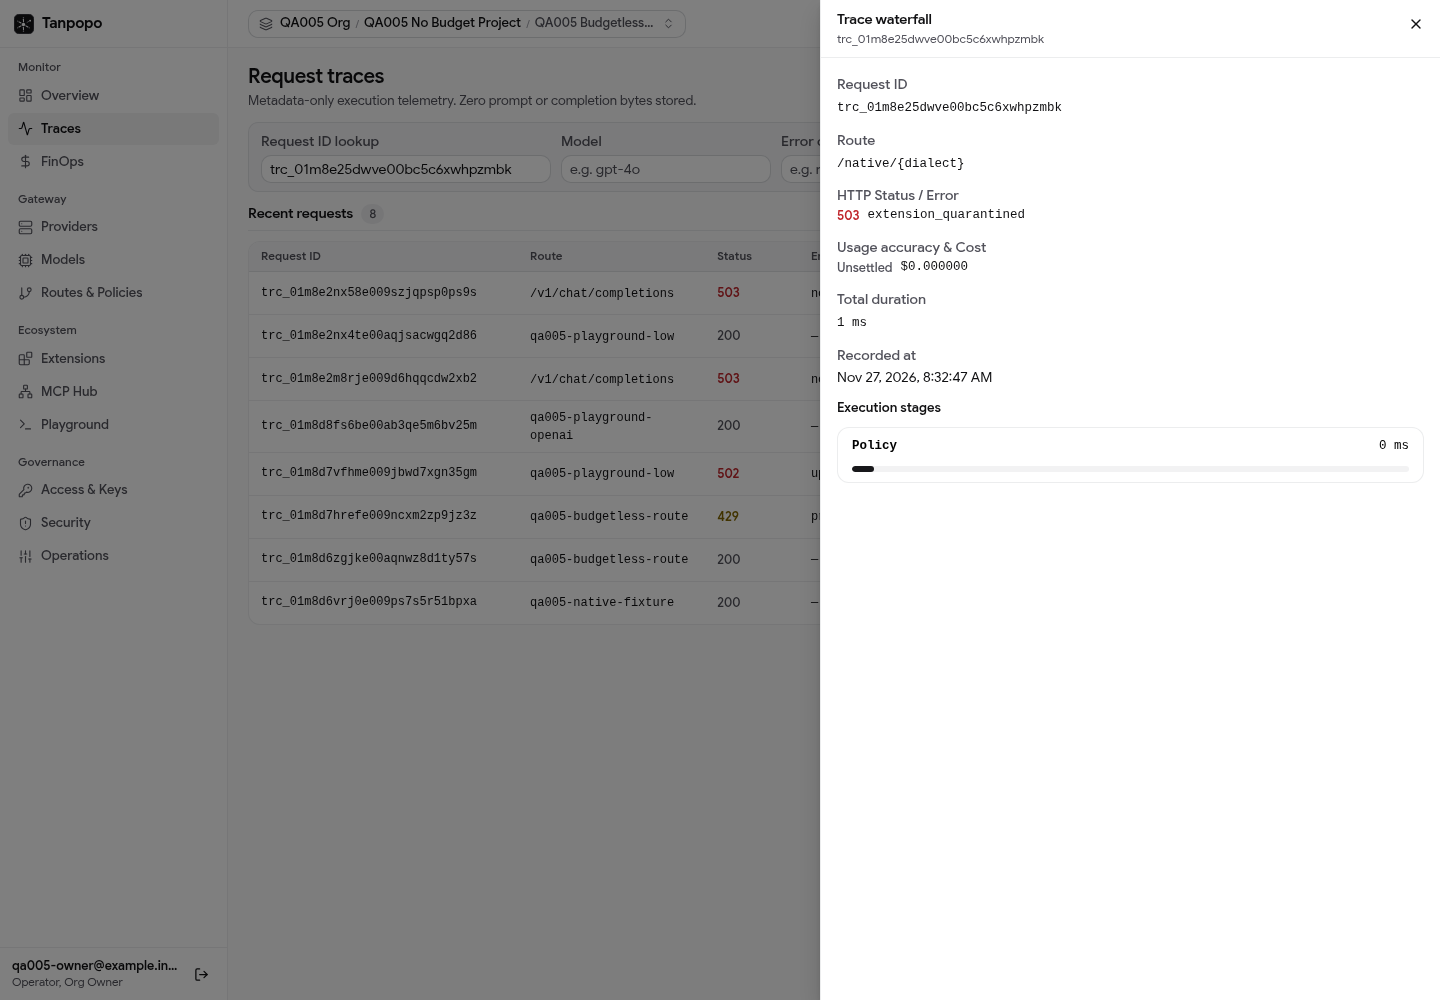 Tanpopo
Monitor
Overview
Traces
FinOps
Gateway
Providers
Models
Routes & Policies
Ecosystem
Extensions
MCP Hub
Playground
Governance
Access & Keys
Security
Operations
qa005-owner@example.in...
Operator, Org Owner
QA005 Org / QA005 No Budget Project / QA005 Budgetless...
Request traces
Metadata-only execution telemetry. Zero prompt or completion bytes stored.
Request ID lookup Model Error
trc_01m8e25dwve00bc5c6xwhpzmbk e.g. gpt-4o e.g.
Recent requests 8
Request ID Route Status
trc_01m8e2nx58e009szjqpsp0ps9s /v1/chat/completions 503
trc_01m8e2nx4te00aqjsacwgq2d86 qa005-playground-low 200 —
trc_01m8e2m8rje009d6hqqcdw2xb2 /v1/chat/completions 503
trc_01m8d8fs6be00ab3qe5m6bv25m qa005-playground-openai 200 —
trc_01m8d7vfhme009jbwd7xgn35gm qa005-playground-low 502
trc_01m8d7hrefe009ncxm2zp9jz3z qa005-budgetless-route 429
trc_01m8d6zgjke00aqnwz8d1ty57s qa005-budgetless-route 200 —
trc_01m8d6vrj0e009ps7s5r51bpxa qa005-native-fixture 200 —
Trace waterfall
trc_01m8e25dwve00bc5c6xwhpzmbk
Request ID
trc_01m8e25dwve00bc5c6xwhpzmbk
Route
/native/{dialect}
HTTP Status / Error
503 extension_quarantined
Usage accuracy & Cost
Unsettled $0.000000
Total duration
1 ms
Recorded at
Nov 27, 2026, 8:32:47 AM
Execution stages
Policy 0 ms